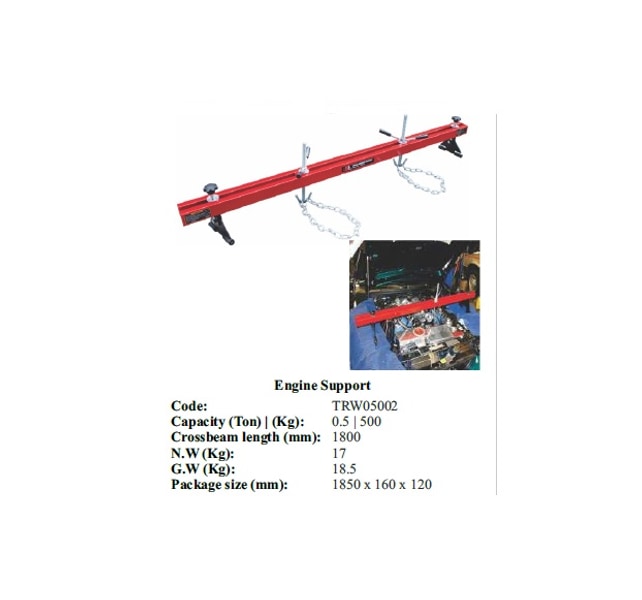 Engine Support
Code: TRW05002
Capacity (Ton) | (Kg): 0.5 | 500
Crossbeam length (mm): 1800
N.W (Kg): 17
G.W (Kg): 18.5
Package size (mm): 1850 x 160 x 120